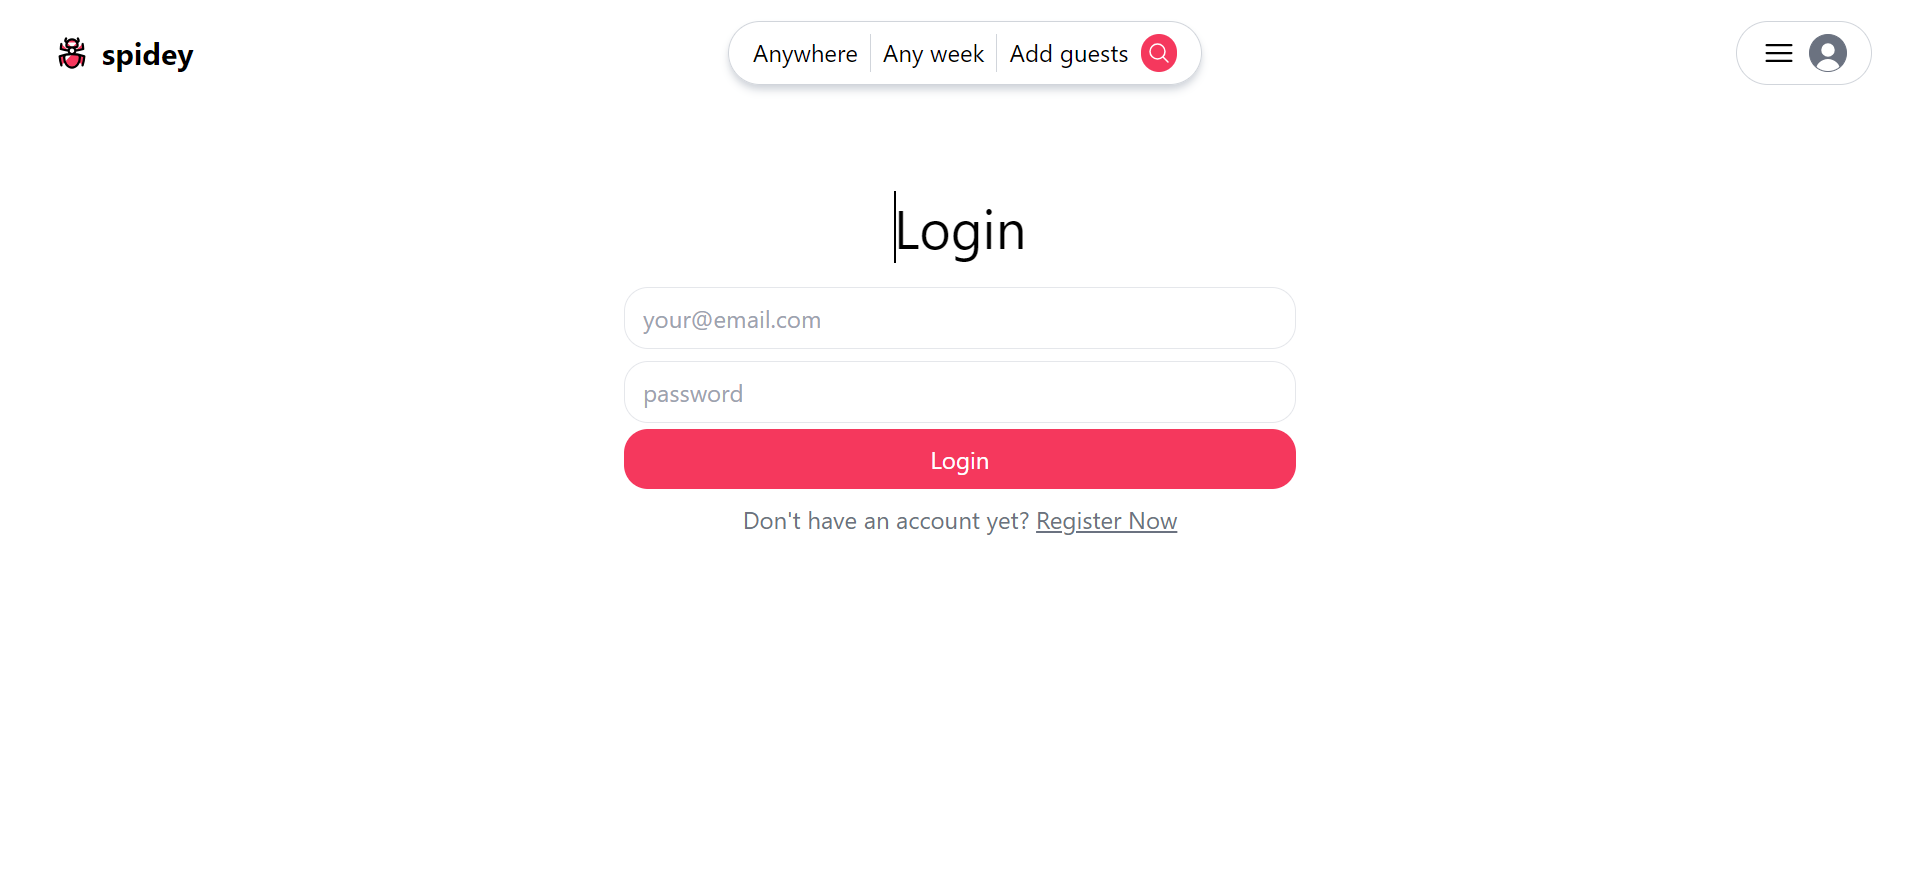 spidey
Anywhere Any week Add guests
Login
your@email.com
password
Login
Don't have an account yet? Register Now